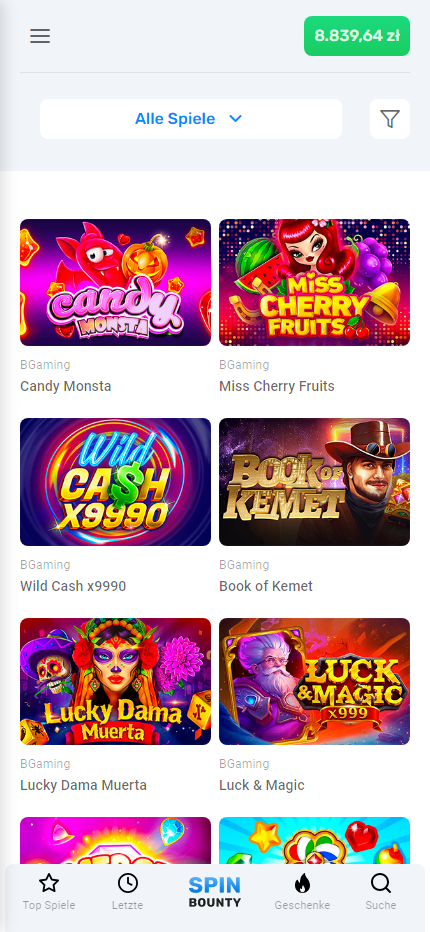 8.839,64 zł
Alle Spiele
candy
MONSTA
MiSS
CHERRY
FRUiTS
BGaming
Candy Monsta
BGaming
Miss Cherry Fruits
Wild
CA$H
X9990
BOOK OF
KEMET
BGaming
Wild Cash x9990
BGaming
Book of Kemet
Lucky Dama
Muerta
LUCK
&MAGIC
x999
BGaming
Lucky Dama Muerta
BGaming
Luck & Magic
Top Spiele
Letzte
SPIN
BOUNTY
Geschenke
Suche